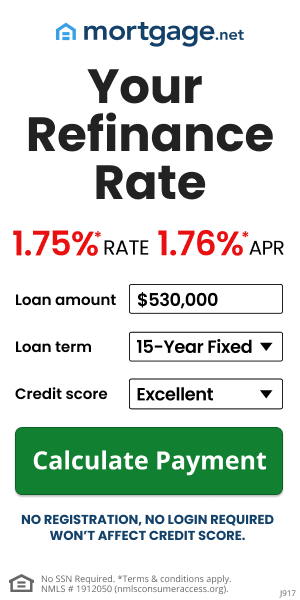 mortgage.net
Your
Refinance
Rate
1.75%* RATE 1.76%* APR
Loan amount $530,000
Loan term 15-Year Fixed
Credit score Excellent
Calculate Payment
NO REGISTRATION, NO LOGIN REQUIRED
WON'T AFFECT CREDIT SCORE.
No SSN Required. *Terms & conditions apply.
NMLS # 1912050 (nmlsconsumeraccess.org).
J917